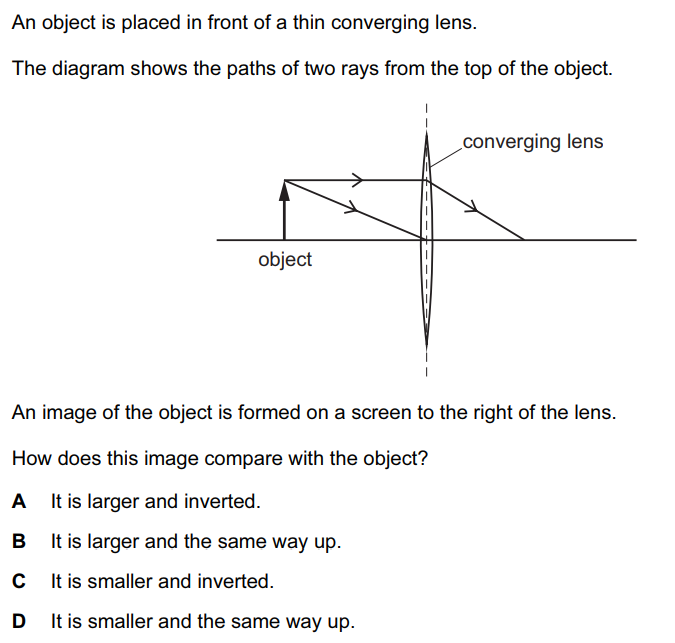 An object is placed in front of a thin converging lens.
The diagram shows the paths of two rays from the top of the object.
converging lens
object
An image of the object is formed on a screen to the right of the lens.
How does this image compare with the object?
A It is larger and inverted.
B It is larger and the same way up.
C It is smaller and inverted.
D It is smaller and the same way up.